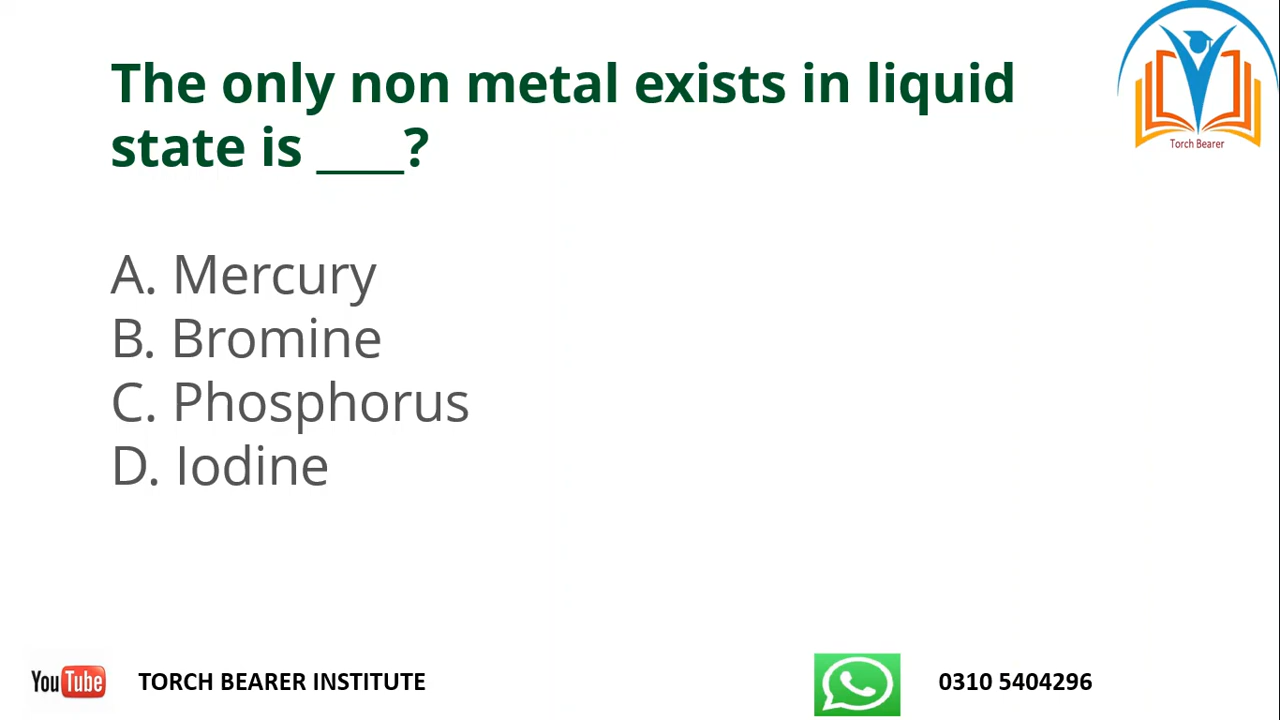 The only non metal exists in liquid
state is ____?
Torch Bearer
A. Mercury
B. Bromine
C. Phosphorus
D. Iodine
You Tube
TORCH BEARER INSTITUTE
0310 5404296